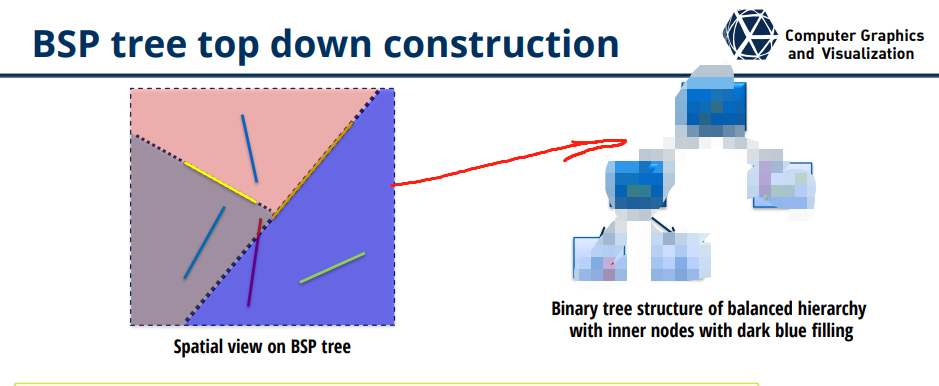 BSP tree top down construction
Computer Graphics
and Visualization
Spatial view on BSP tree
Binary tree structure of balanced hierarchy
with inner nodes with dark blue filling